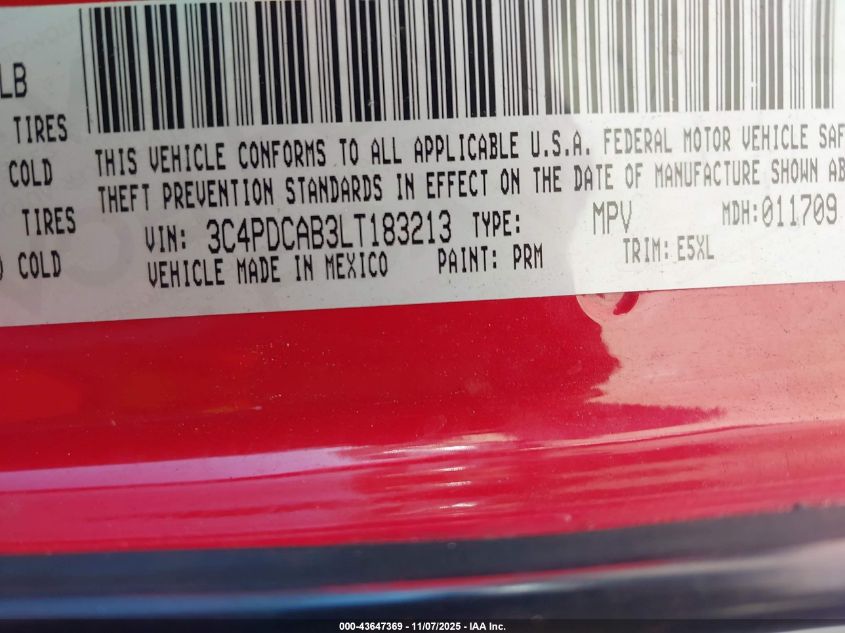 LB
TIRES
COLD
TIRES
COLD
THIS VEHICLE CONFORMS TO ALL APPLICABLE U.S.A. FEDERAL MOTOR VEHICLE SAF
THEFT PREVENTION STANDARDS IN EFFECT ON THE DATE OF MANUFACTURE SHOWN AB
VIN: 3C4PDCAB3LT183213 TYPE: MPV MDH:011709
VEHICLE MADE IN MEXICO PAINT: PRM TRIM: E5XL
000-43647369 | 11/07/2025 - IAA Inc.